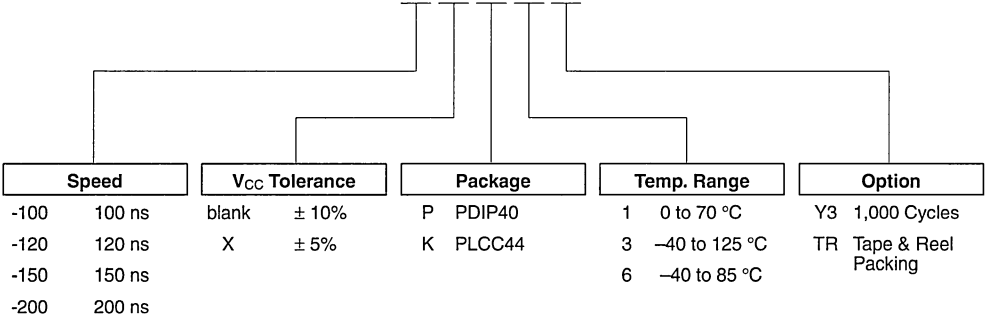 Speed
VCC Tolerance
Package
Temp. Range
Option
-100 100 ns
blank ± 10%
P PDIP40
1 0 to 70 °C
Y3 1,000 Cycles
-120 120 ns
X ± 5%
K PLCC44
3 –40 to 125 °C
TR Tape & Reel
Packing
-150 150 ns
6 –40 to 85 °C
-200 200 ns